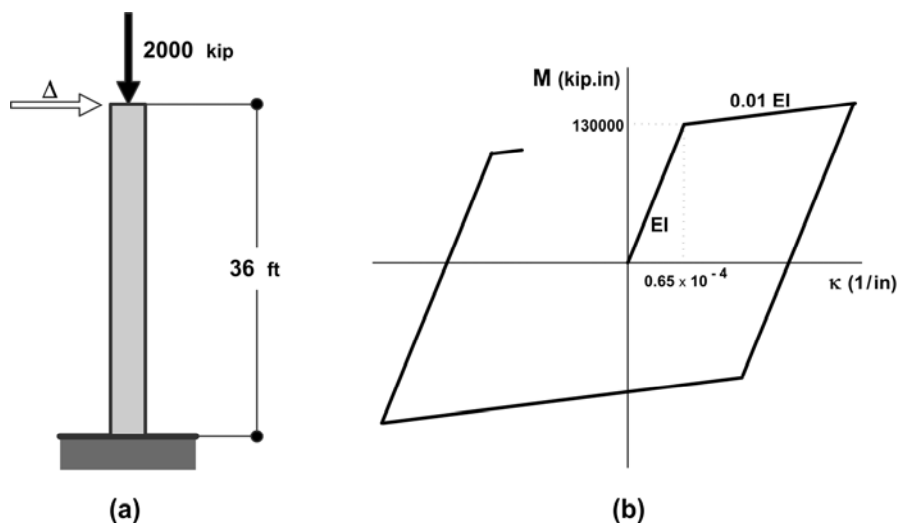 2000 kip
Δ
36 ft
(a)
M (kip.in)
0.01 EI
130000
EI
0.65 x 10 -4
κ (1/in)
(b)